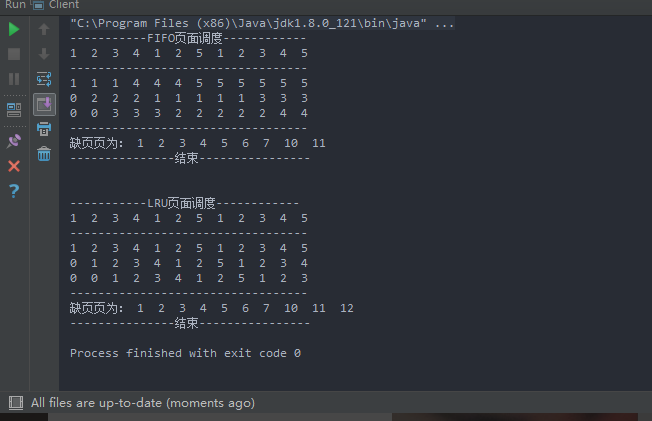 Run Client
"C:\Program Files (x86)\Java\jdk1.8.0_121\bin\java" ...
-----------FIFO页面调度------------
1 2 3 4 1 2 5 1 2 3 4 5
----------------------------------
1 1 1 4 4 4 5 5 5 5 5 5
0 2 2 2 1 1 1 1 1 3 3 3
0 0 3 3 3 2 2 2 2 2 4 4
----------------------------------
缺页页为: 1 2 3 4 5 6 7 10 11
---------------结束----------------
-----------LRU页面调度------------
1 2 3 4 1 2 5 1 2 3 4 5
----------------------------------
1 2 3 4 1 2 5 1 2 3 4 5
0 1 2 3 4 1 2 5 1 2 3 4
0 0 1 2 3 4 1 2 5 1 2 3
----------------------------------
缺页页为: 1 2 3 4 5 6 7 10 11 12
---------------结束----------------
Process finished with exit code 0
All files are up-to-date (moments ago)